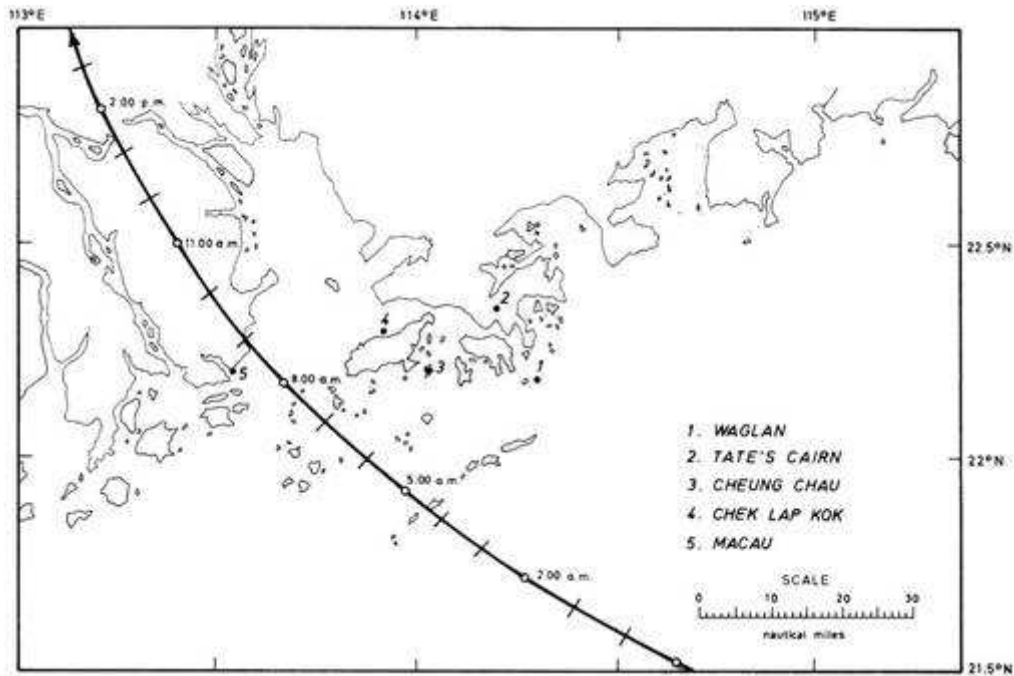 113°E
114°E
115°E
2.00 p.m.
11.00 a.m.
22.5°N
2
4
8.00 a.m.
3
1
5
1. WAGLAN
2. TATE'S CAIRN
22°N
3. CHEUNG CHAU
5.00 a.m.
4. CHEK LAP KOK
5. MACAU
2.00 a.m.
SCALE
0 10 20 30
nautical miles
21.5°N